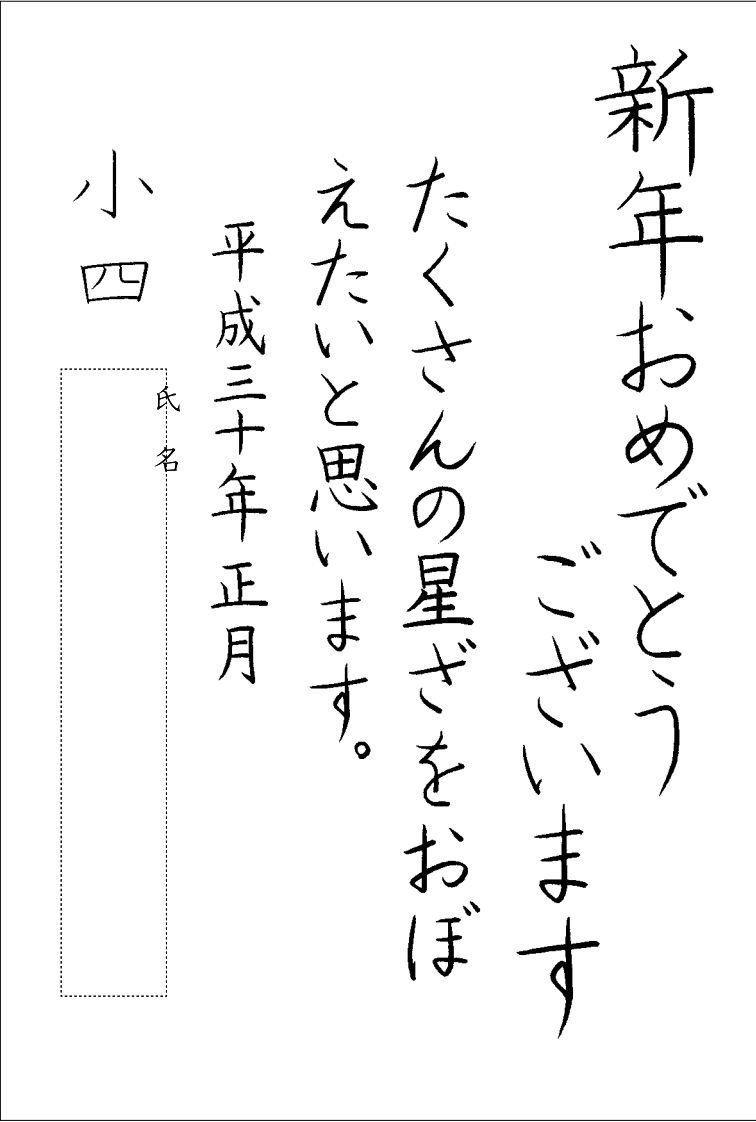 新年おめでとう
ございます
たくさんの星ざをおぼ
えたいと思います。
平成三十年 正月
小四
氏名